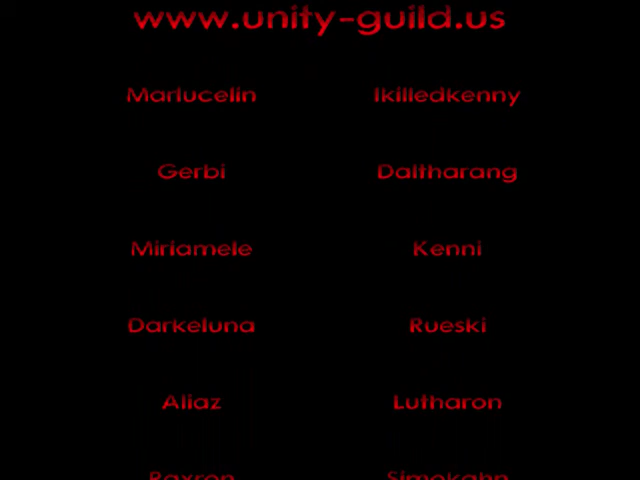 www.unity-guild.us
Marlucelin Ikilledkenny
Gerbi Daltharang
Miriamele Kenni
Darkeluna Rueski
Aliaz Lutharon